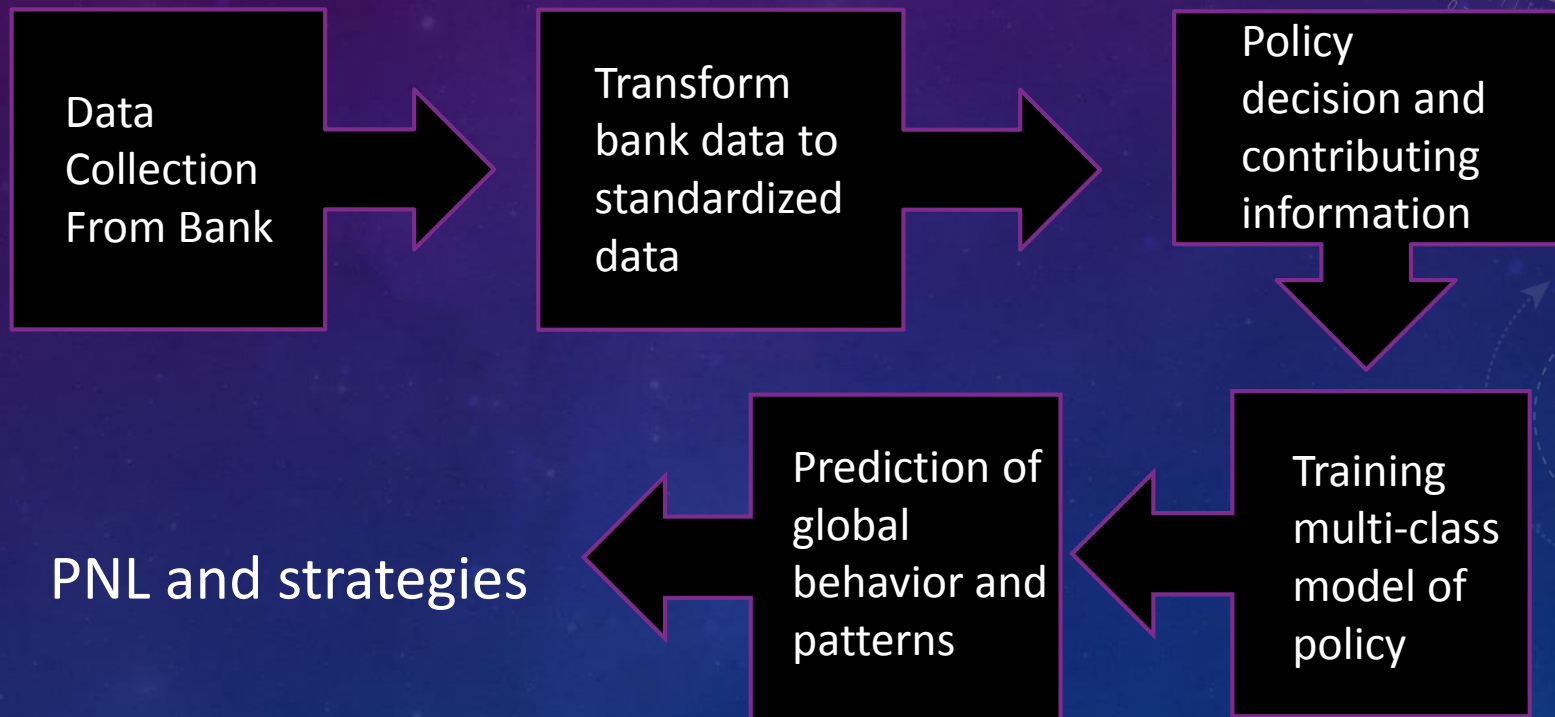 Data
Collection
From Bank
Transform
bank data to
standardized
data
Policy
decision and
contributing
information
Training
multi-class
model of
policy
Prediction of
global
behavior and
patterns
PNL and strategies